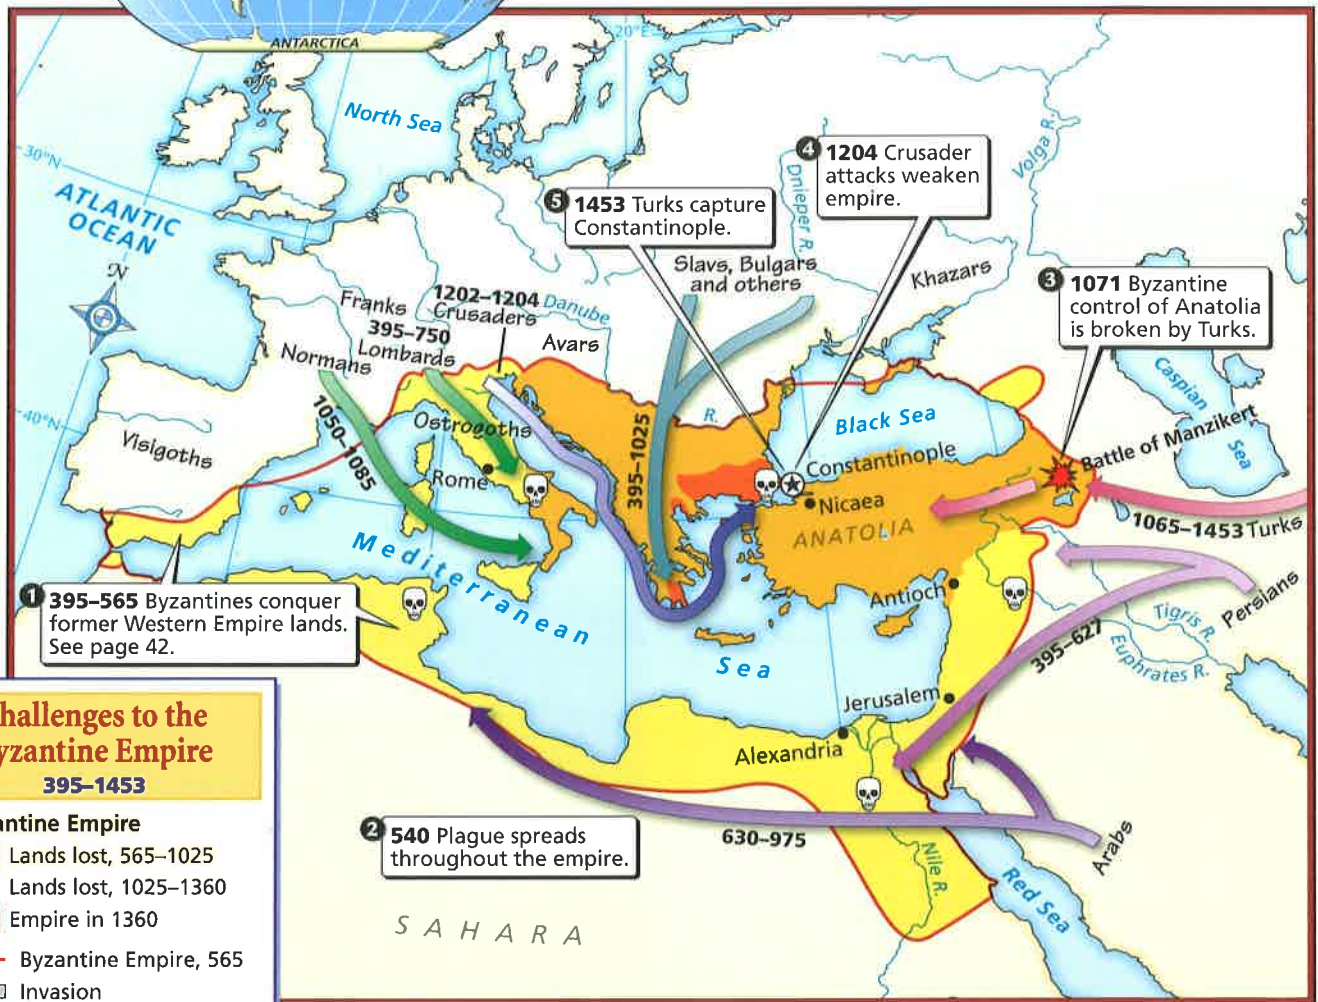 ANTARCTICA
20°E
North Sea
30°N
ATLANTIC
OCEAN
N
40°N
Dnieper R.
Volga R.
❹ 1204 Crusader
attacks weaken
empire.
❺ 1453 Turks capture
Constantinople.
Slavs, Bulgars
and others
Khazars
❸ 1071 Byzantine
control of Anatolia
is broken by Turks.
1202–1204
Crusaders
Danube
R.
Franks
395–750
Lombards
Avars
Normans
1050–1085
Visigoths
Ostrogoths
Rome
395–1025
Black Sea
Caspian
Sea
Constantinople
Nicaea
ANATOLIA
Battle of Manzikert
1065–1453 Turks
Mediterranean
Sea
Antioch
Persians
Tigris R.
Euphrates R.
395–627
❶ 395–565 Byzantines conquer
former Western Empire lands.
See page 42.
Jerusalem
Alexandria
❷ 540 Plague spreads
throughout the empire.
630–975
Arabs
Nile R.
Red Sea
SAHARA
hallenges to the
yzantine Empire
395–1453
antine Empire
Lands lost, 565–1025
Lands lost, 1025–1360
Empire in 1360
Byzantine Empire, 565
Invasion